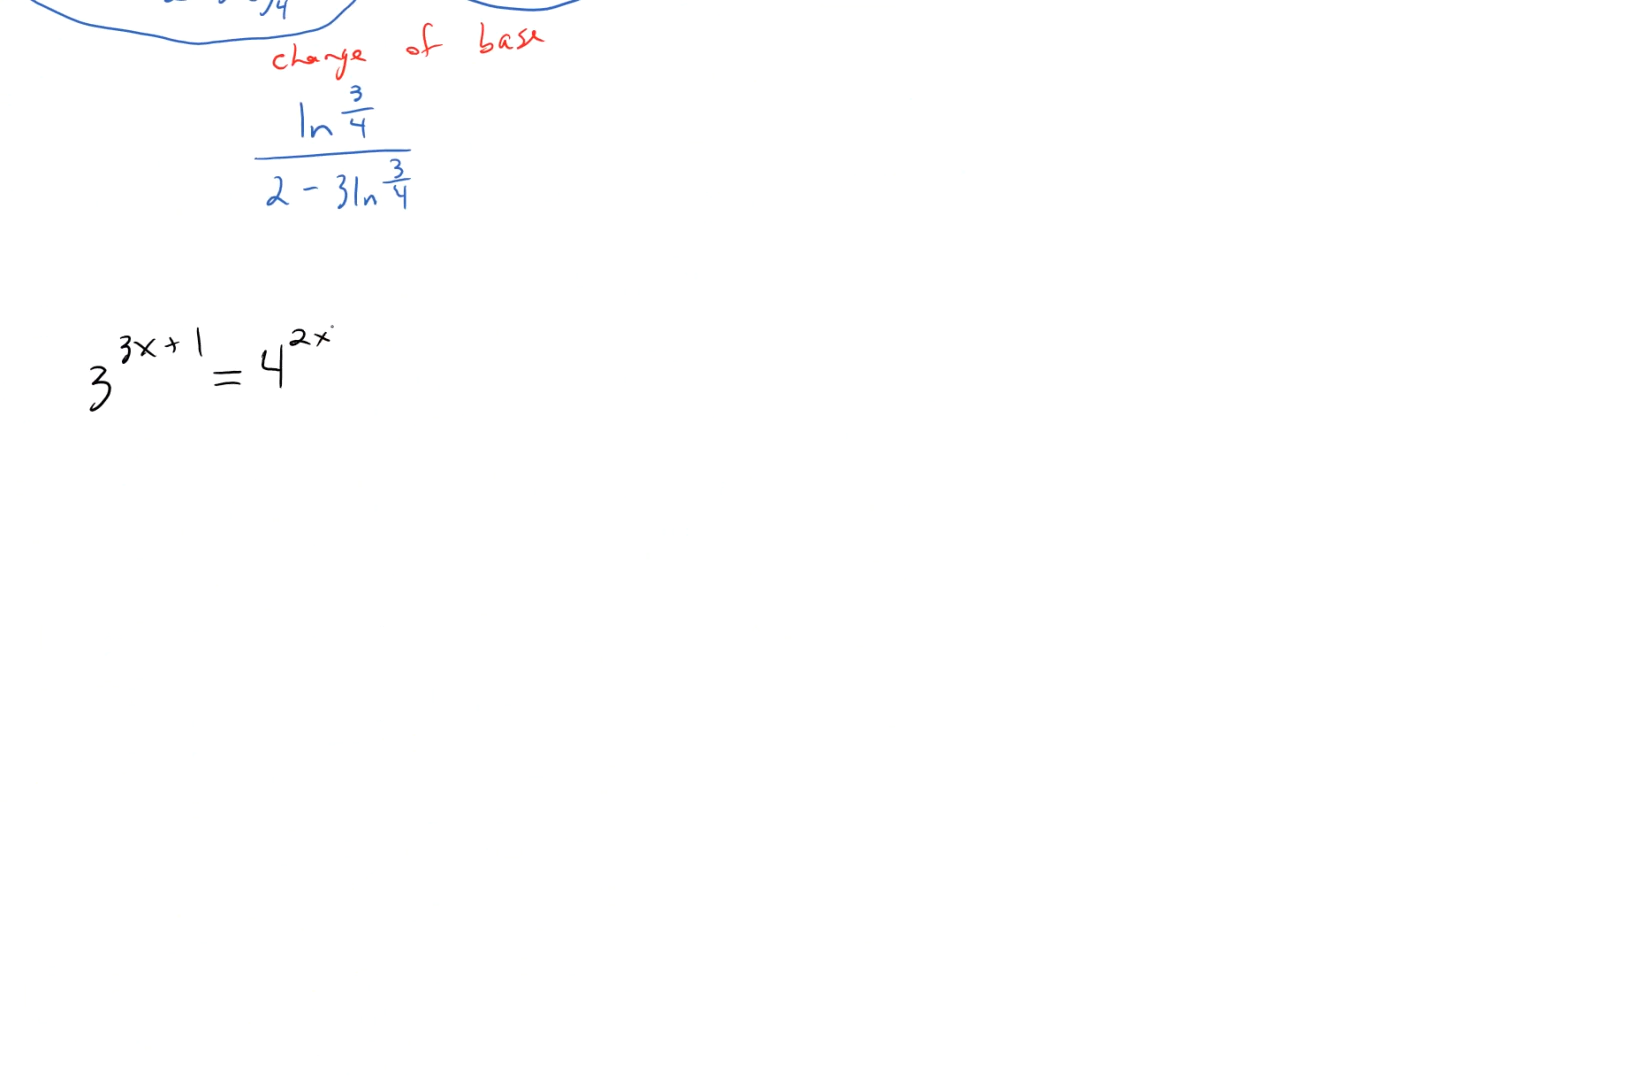 change of base
ln 3/4
2 - 3ln 3/4
3^{3x+1} = 4^{2x}